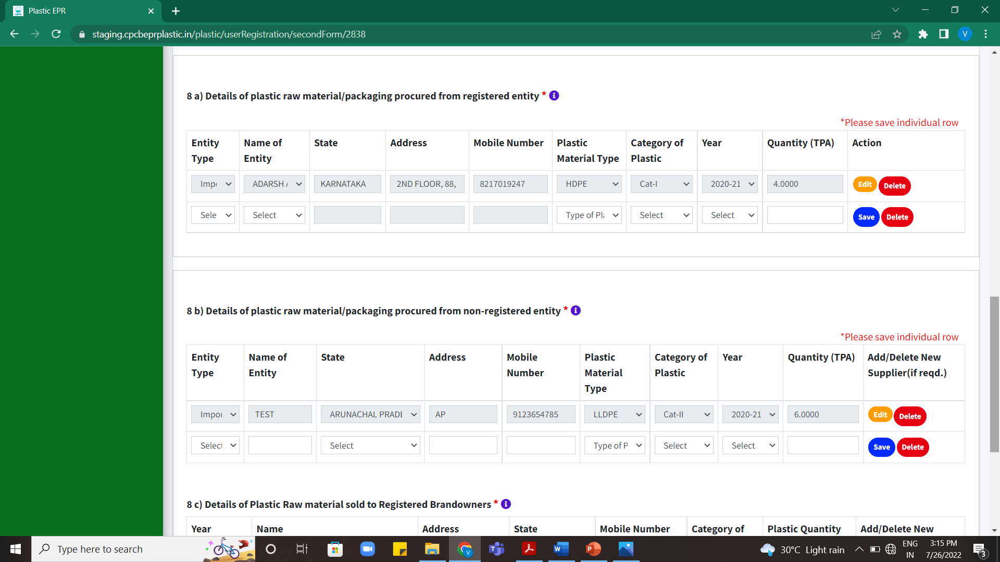 Plastic EPR
staging.cpcbeprplastic.in/plastic/userRegistration/secondForm/2838
V
8 a) Details of plastic raw material/packaging procured from registered entity *
*Please save individual row
Entity Type Name of Entity State Address Mobile Number Plastic Material Type Category of Plastic Year Quantity (TPA) Action
Impo ADARSH A KARNATAKA 2ND FLOOR, 88, 8217019247 HDPE Cat-I 2020-21 4.0000 Edit Delete
Sele Select Type of Pla Select Select Save Delete
8 b) Details of plastic raw material/packaging procured from non-registered entity *
*Please save individual row
Entity Type Name of Entity State Address Mobile Number Plastic Material Type Category of Plastic Year Quantity (TPA) Add/Delete New Supplier(if reqd.)
Impor TEST ARUNACHAL PRADE AP 9123654785 LLDPE Cat-II 2020-21 6.0000 Edit Delete
Select Select Type of P Select Select Save Delete
8 c) Details of Plastic Raw material sold to Registered Brandowners *
Year Name Address State Mobile Number Category of Plastic Quantity Add/Delete New
Type here to search
30°C Light rain
ENG
IN
3:15 PM
7/26/2022
3